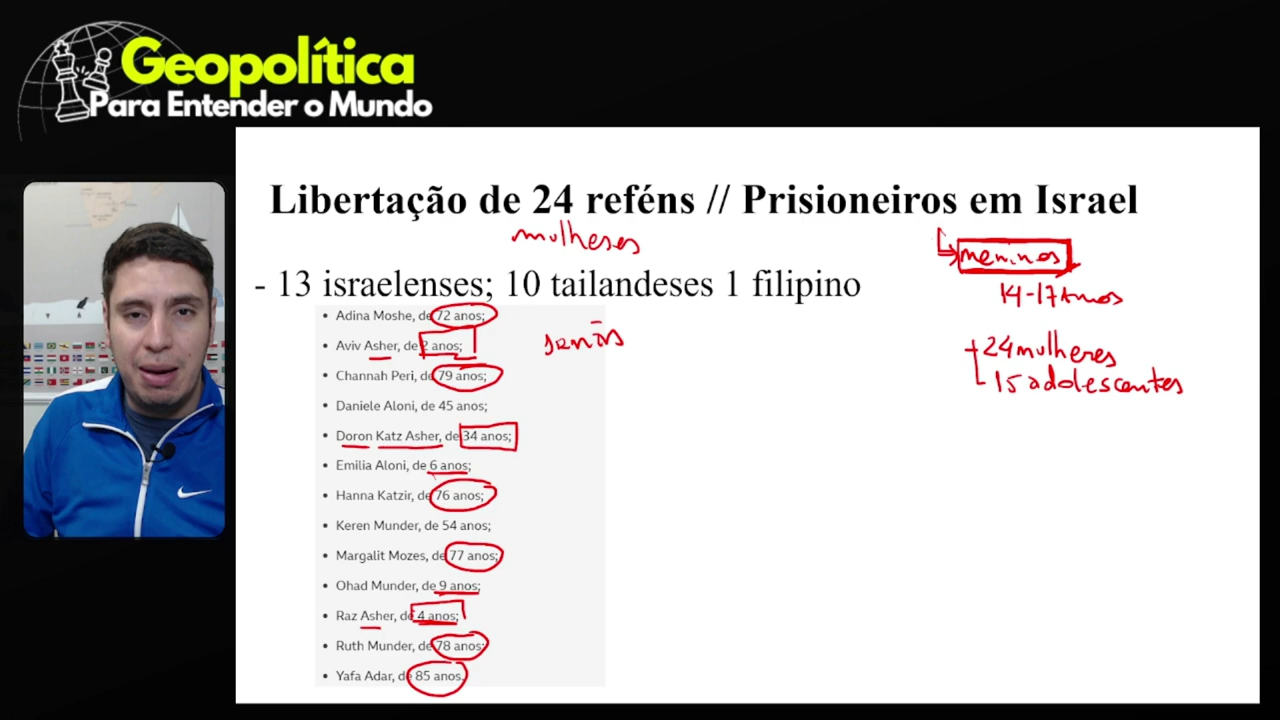 Geopolítica
Para Entender o Mundo
Libertação de 24 reféns // Prisioneiros em Israel
mulheres
meninos
- 13 israelenses; 10 tailandeses 1 filipino
14-17 Anos
Adina Moshe, de 72 anos;
Aviv Asher, de 2 anos;
+ 24 mulheres
Channah Peri, de 79 anos;
15 adolescentes
Daniele Aloni, de 45 anos;
Doron Katz Asher, de 34 anos;
Emilia Aloni, de 6 anos;
Hanna Katzir, de 76 anos;
Keren Munder, de 54 anos;
Margalit Mozes, de 77 anos;
Ohad Munder, de 9 anos;
Raz Asher, de 4 anos;
Ruth Munder, de 78 anos;
Yafa Adar, de 85 anos.